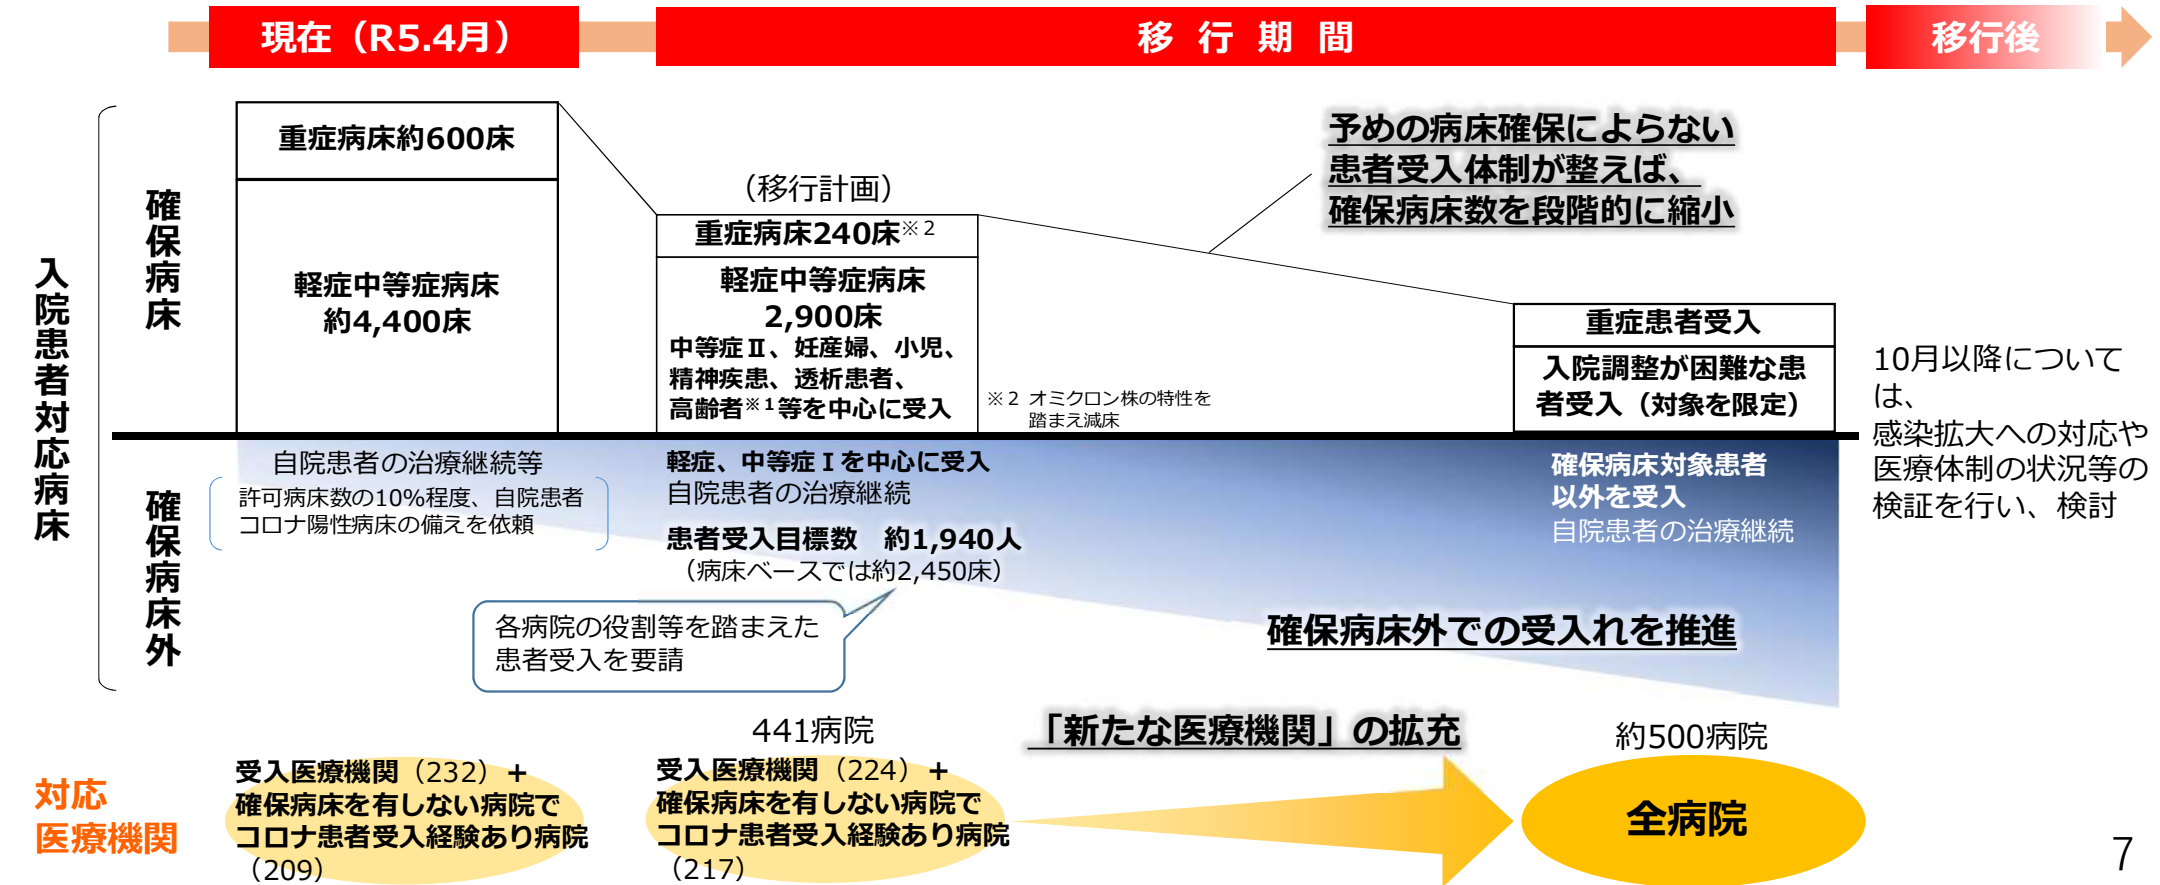 現在（R5.4月）
移行期間
移行後
入院患者対応病床
確保病床
重症病床約600床
軽症中等症病床
約4,400床
（移行計画）
重症病床240床※2
軽症中等症病床
2,900床
中等症Ⅱ、妊産婦、小児、
精神疾患、透析患者、
高齢者※1等を中心に受入
※2 オミクロン株の特性を
踏まえ減床
予めの病床確保によらない
患者受入体制が整えば、
確保病床数を段階的に縮小
重症患者受入
入院調整が困難な患
者受入（対象を限定）
10月以降について
は、
感染拡大への対応や
医療体制の状況等の
検証を行い、検討
確保病床外
自院患者の治療継続等
許可病床数の10%程度、自院患者
コロナ陽性病床の備えを依頼
軽症、中等症Ⅰを中心に受入
自院患者の治療継続
患者受入目標数　約1,940人
（病床ベースでは約2,450床）
各病院の役割等を踏まえた
患者受入を要請
確保病床対象患者
以外を受入
自院患者の治療継続
確保病床外での受入れを推進
対応
医療機関
受入医療機関（232）＋
確保病床を有しない病院で
コロナ患者受入経験あり病院
（209）
441病院
受入医療機関（224）＋
確保病床を有しない病院で
コロナ患者受入経験あり病院
（217）
「新たな医療機関」の拡充
約500病院
全病院
7